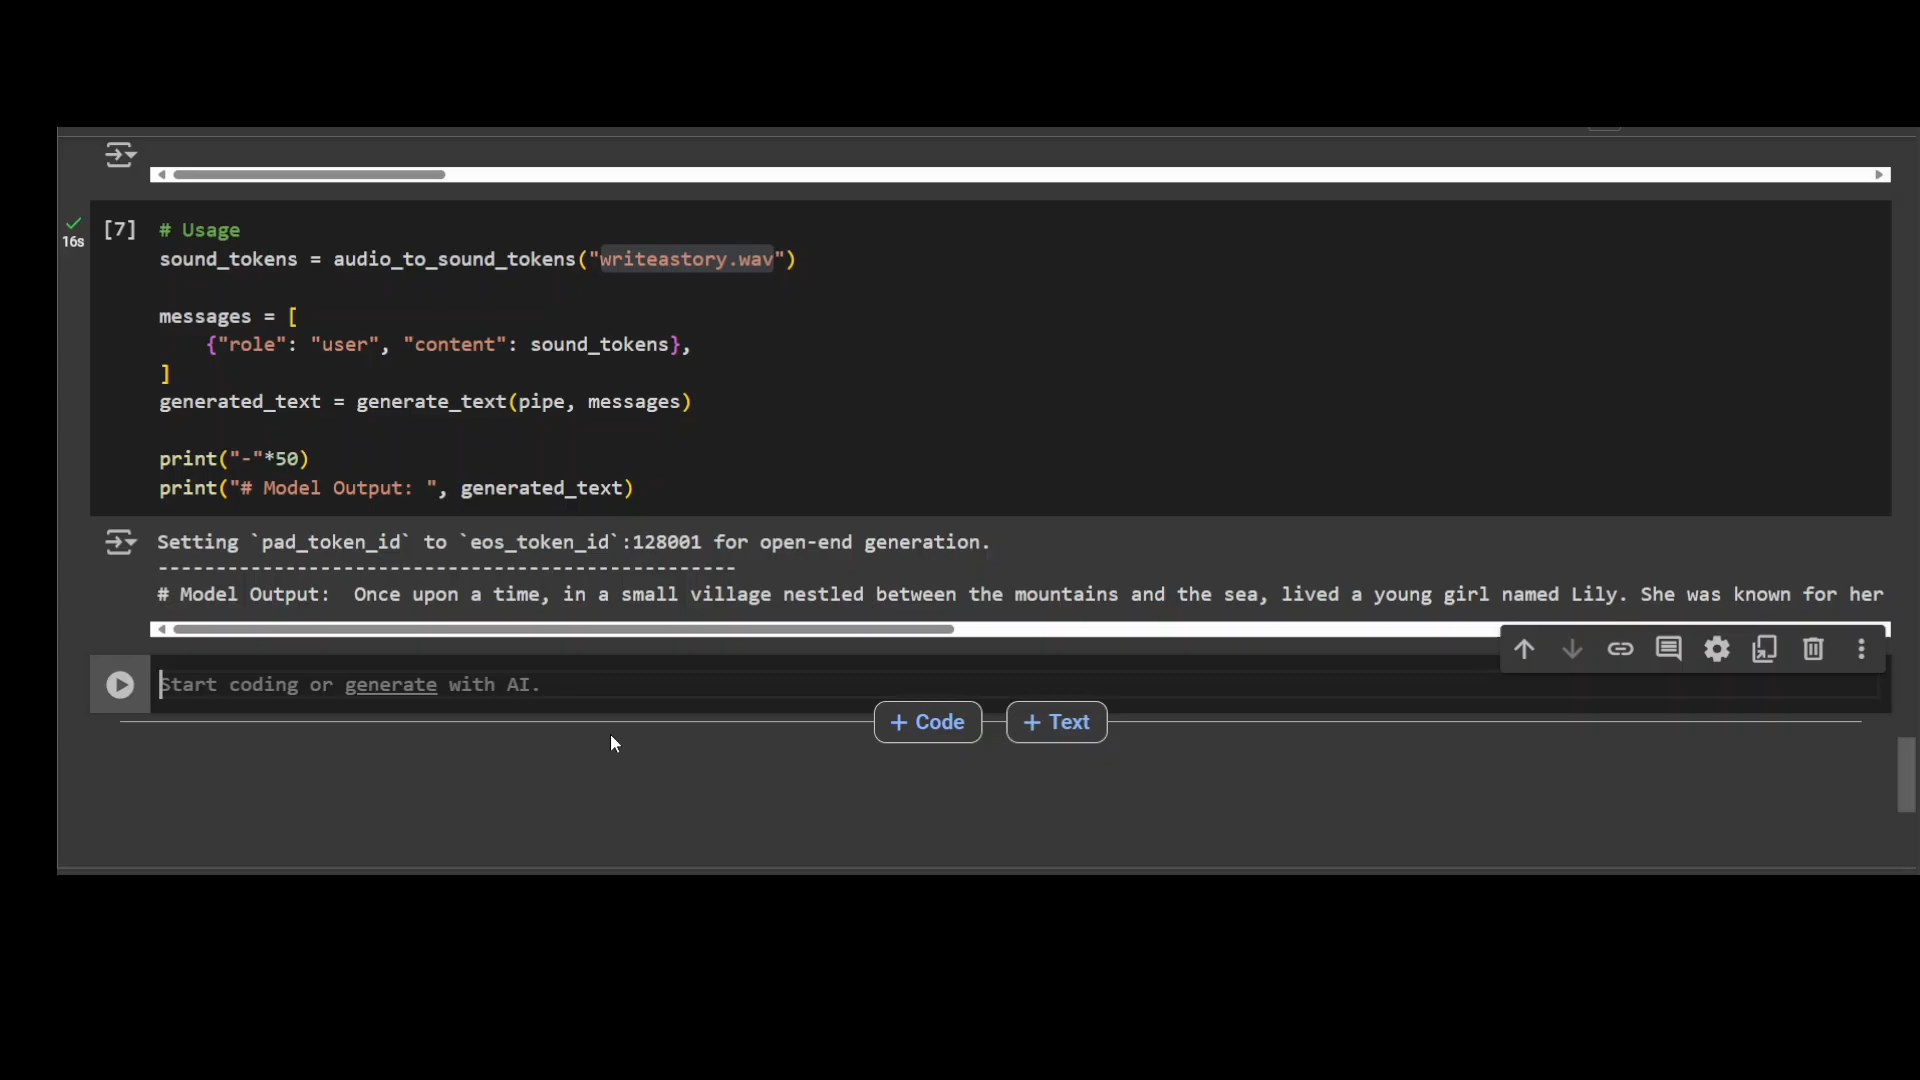 [7] # Usage
16s
sound_tokens = audio_to_sound_tokens("writeastory.wav")
messages = [
{"role": "user", "content": sound_tokens},
]
generated_text = generate_text(pipe, messages)
print("-"*50)
print("# Model Output: ", generated_text)
Setting `pad_token_id` to `eos_token_id`:128001 for open-end generation.
--------------------------------------------------
# Model Output:  Once upon a time, in a small village nestled between the mountains and the sea, lived a young girl named Lily. She was known for her
Start coding or generate with AI.
+ Code + Text